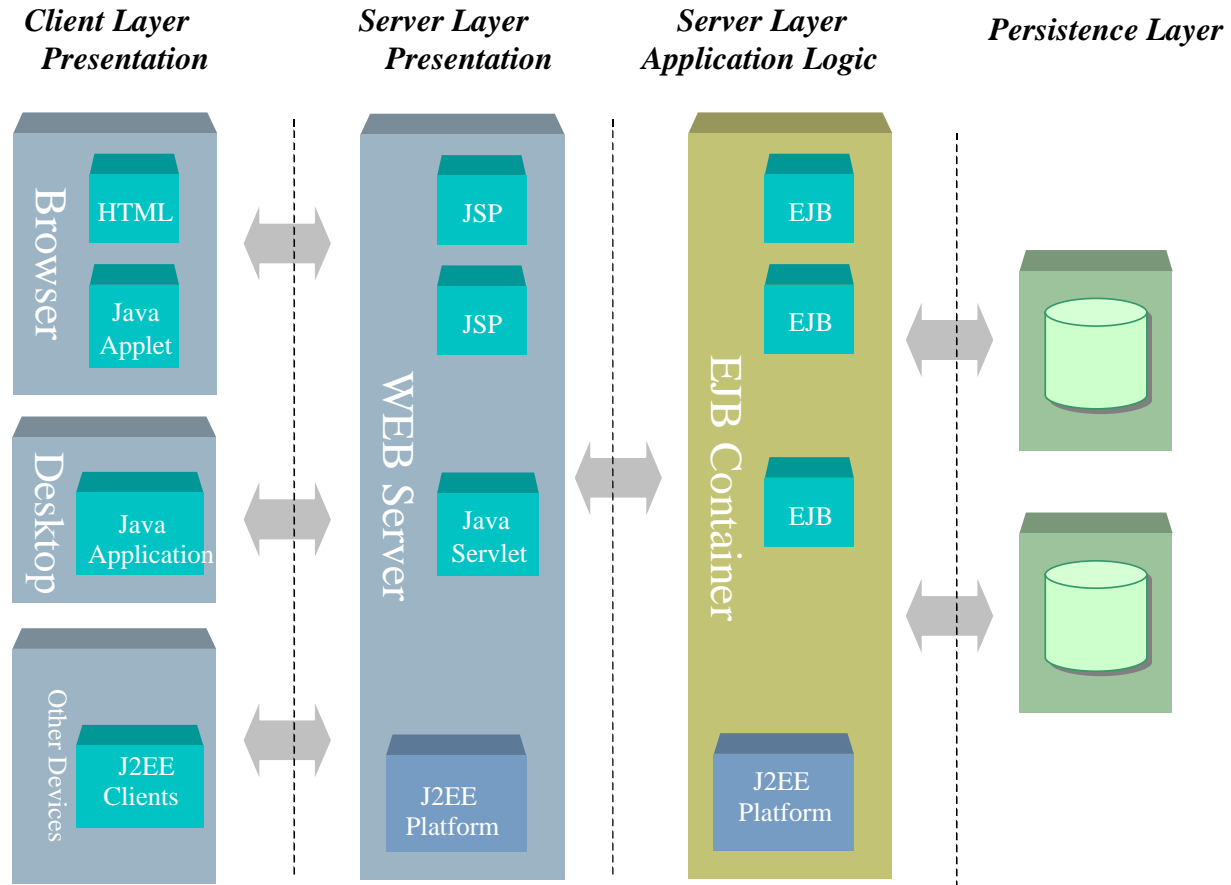 Client Layer
Presentation
Server Layer
Presentation
Server Layer
Application Logic
Persistence Layer
Browser
HTML
Java
Applet
Desktop
Java
Application
Other Devices
J2EE
Clients
WEB Server
JSP
JSP
Java
Servlet
J2EE
Platform
EJB Container
EJB
EJB
EJB
J2EE
Platform